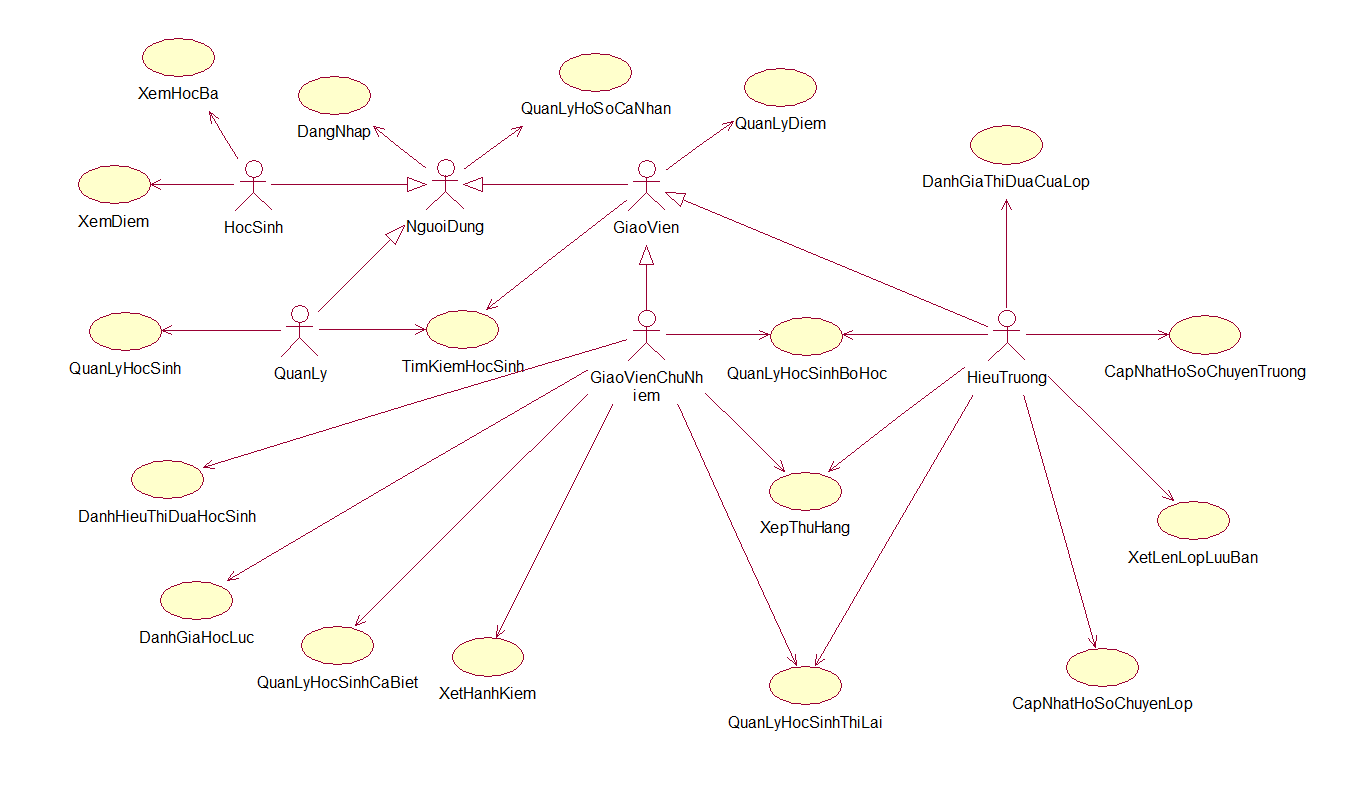 XemHocBa
DangNhap
QuanLyHoSoCaNhan
QuanLyDiem
DanhGiaThiDuaCuaLop
XemDiem
HocSinh
NguoiDung
GiaoVien
QuanLyHocSinh
QuanLy
TimKiemHocSinh
GiaoVienChuNh
iem
QuanLyHocSinhBoHoc
HieuTruong
CapNhatHoSoChuyenTruong
DanhHieuThiDuaHocSinh
XepThuHang
XetLenLopLuuBan
DanhGiaHocLuc
QuanLyHocSinhCaBiet
XetHanhKiem
QuanLyHocSinhThiLai
CapNhatHoSoChuyenLop